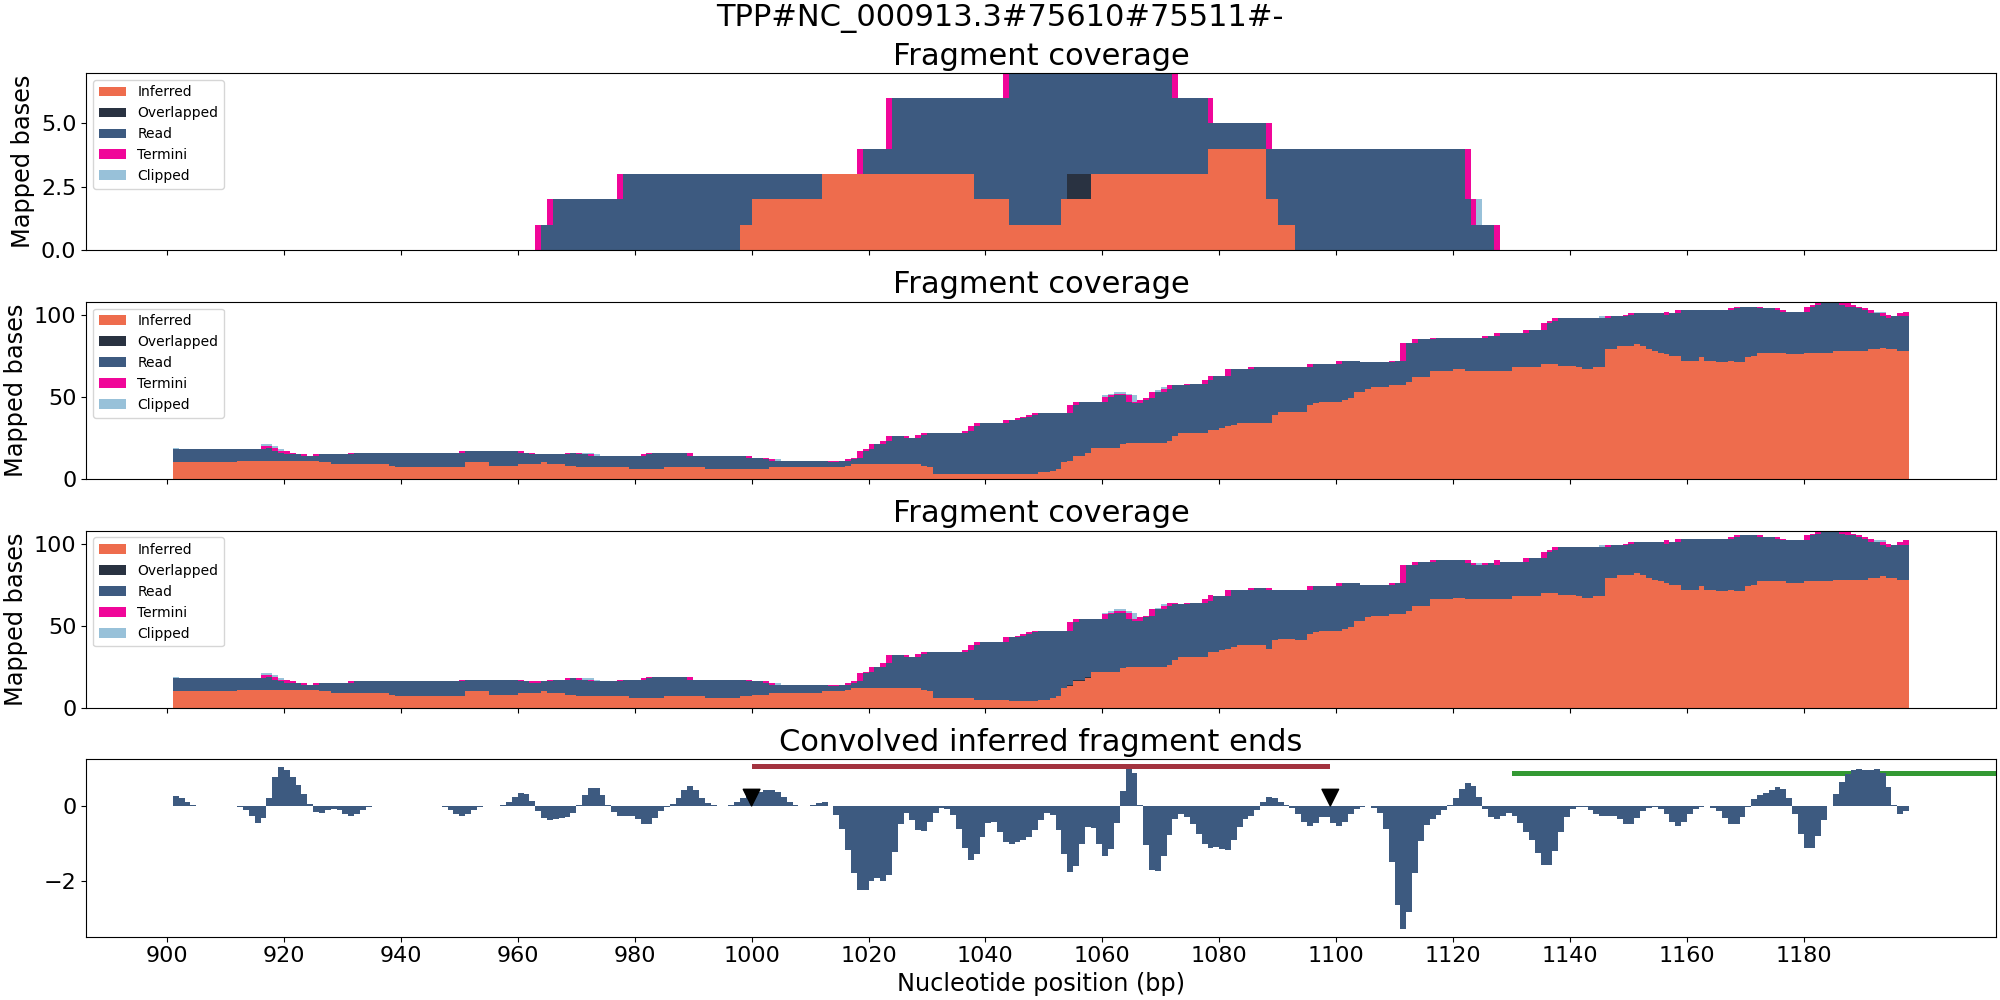 TPP#NC_000913.3#75610#75511#-
Fragment coverage
Mapped bases
5.0
2.5
0.0
Inferred
Overlapped
Read
Termini
Clipped
Fragment coverage
Mapped bases
100
50
0
Inferred
Overlapped
Read
Termini
Clipped
Fragment coverage
Mapped bases
100
50
0
Inferred
Overlapped
Read
Termini
Clipped
Convolved inferred fragment ends
0
−2
900 920 940 960 980 1000 1020 1040 1060 1080 1100 1120 1140 1160 1180
Nucleotide position (bp)